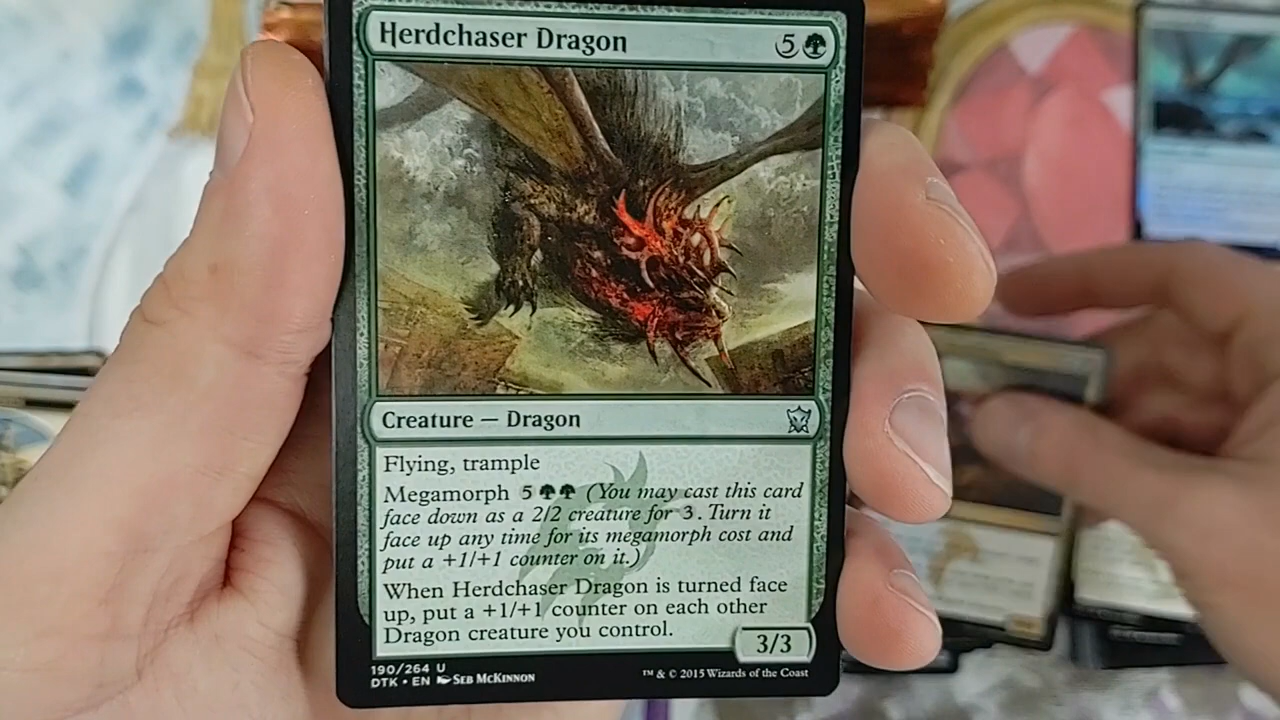 Herdchaser Dragon 5
Creature — Dragon
Flying, trample
Megamorph 5 (You may cast this card
face down as a 2/2 creature for 3. Turn it
face up any time for its megamorph cost and
put a +1/+1 counter on it.)
When Herdchaser Dragon is turned face
up, put a +1/+1 counter on each other
Dragon creature you control.
3/3
190/264 U
DTK • EN Seb McKinnon
™ & © 2015 Wizards of the Coast